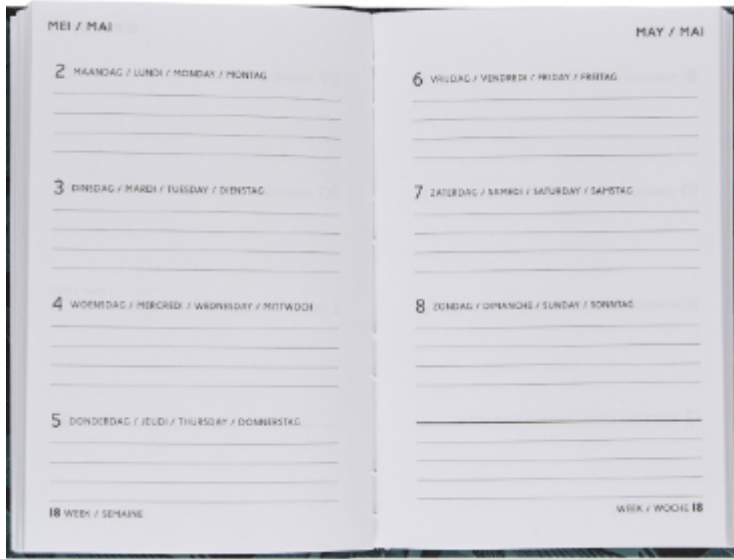 MEI / MAI
2 MAANDAG / LUNDI / MONDAY / MONTAG
3 DINSDAG / MARDI / TUESDAY / DIENSTAG
4 WOENSDAG / MERCREDI / WEDNESDAY / MITTWOCH
5 DONDERDAG / JEUDI / THURSDAY / DONNERSTAG
18 WEEK / SEMAINE
MAY / MAI
6 VRIJDAG / VENDREDI / FRIDAY / FREITAG
7 ZATERDAG / SAMEDI / SATURDAY / SAMSTAG
8 ZONDAG / DIMANCHE / SUNDAY / SONNTAG
WEEK / WOCHE 18